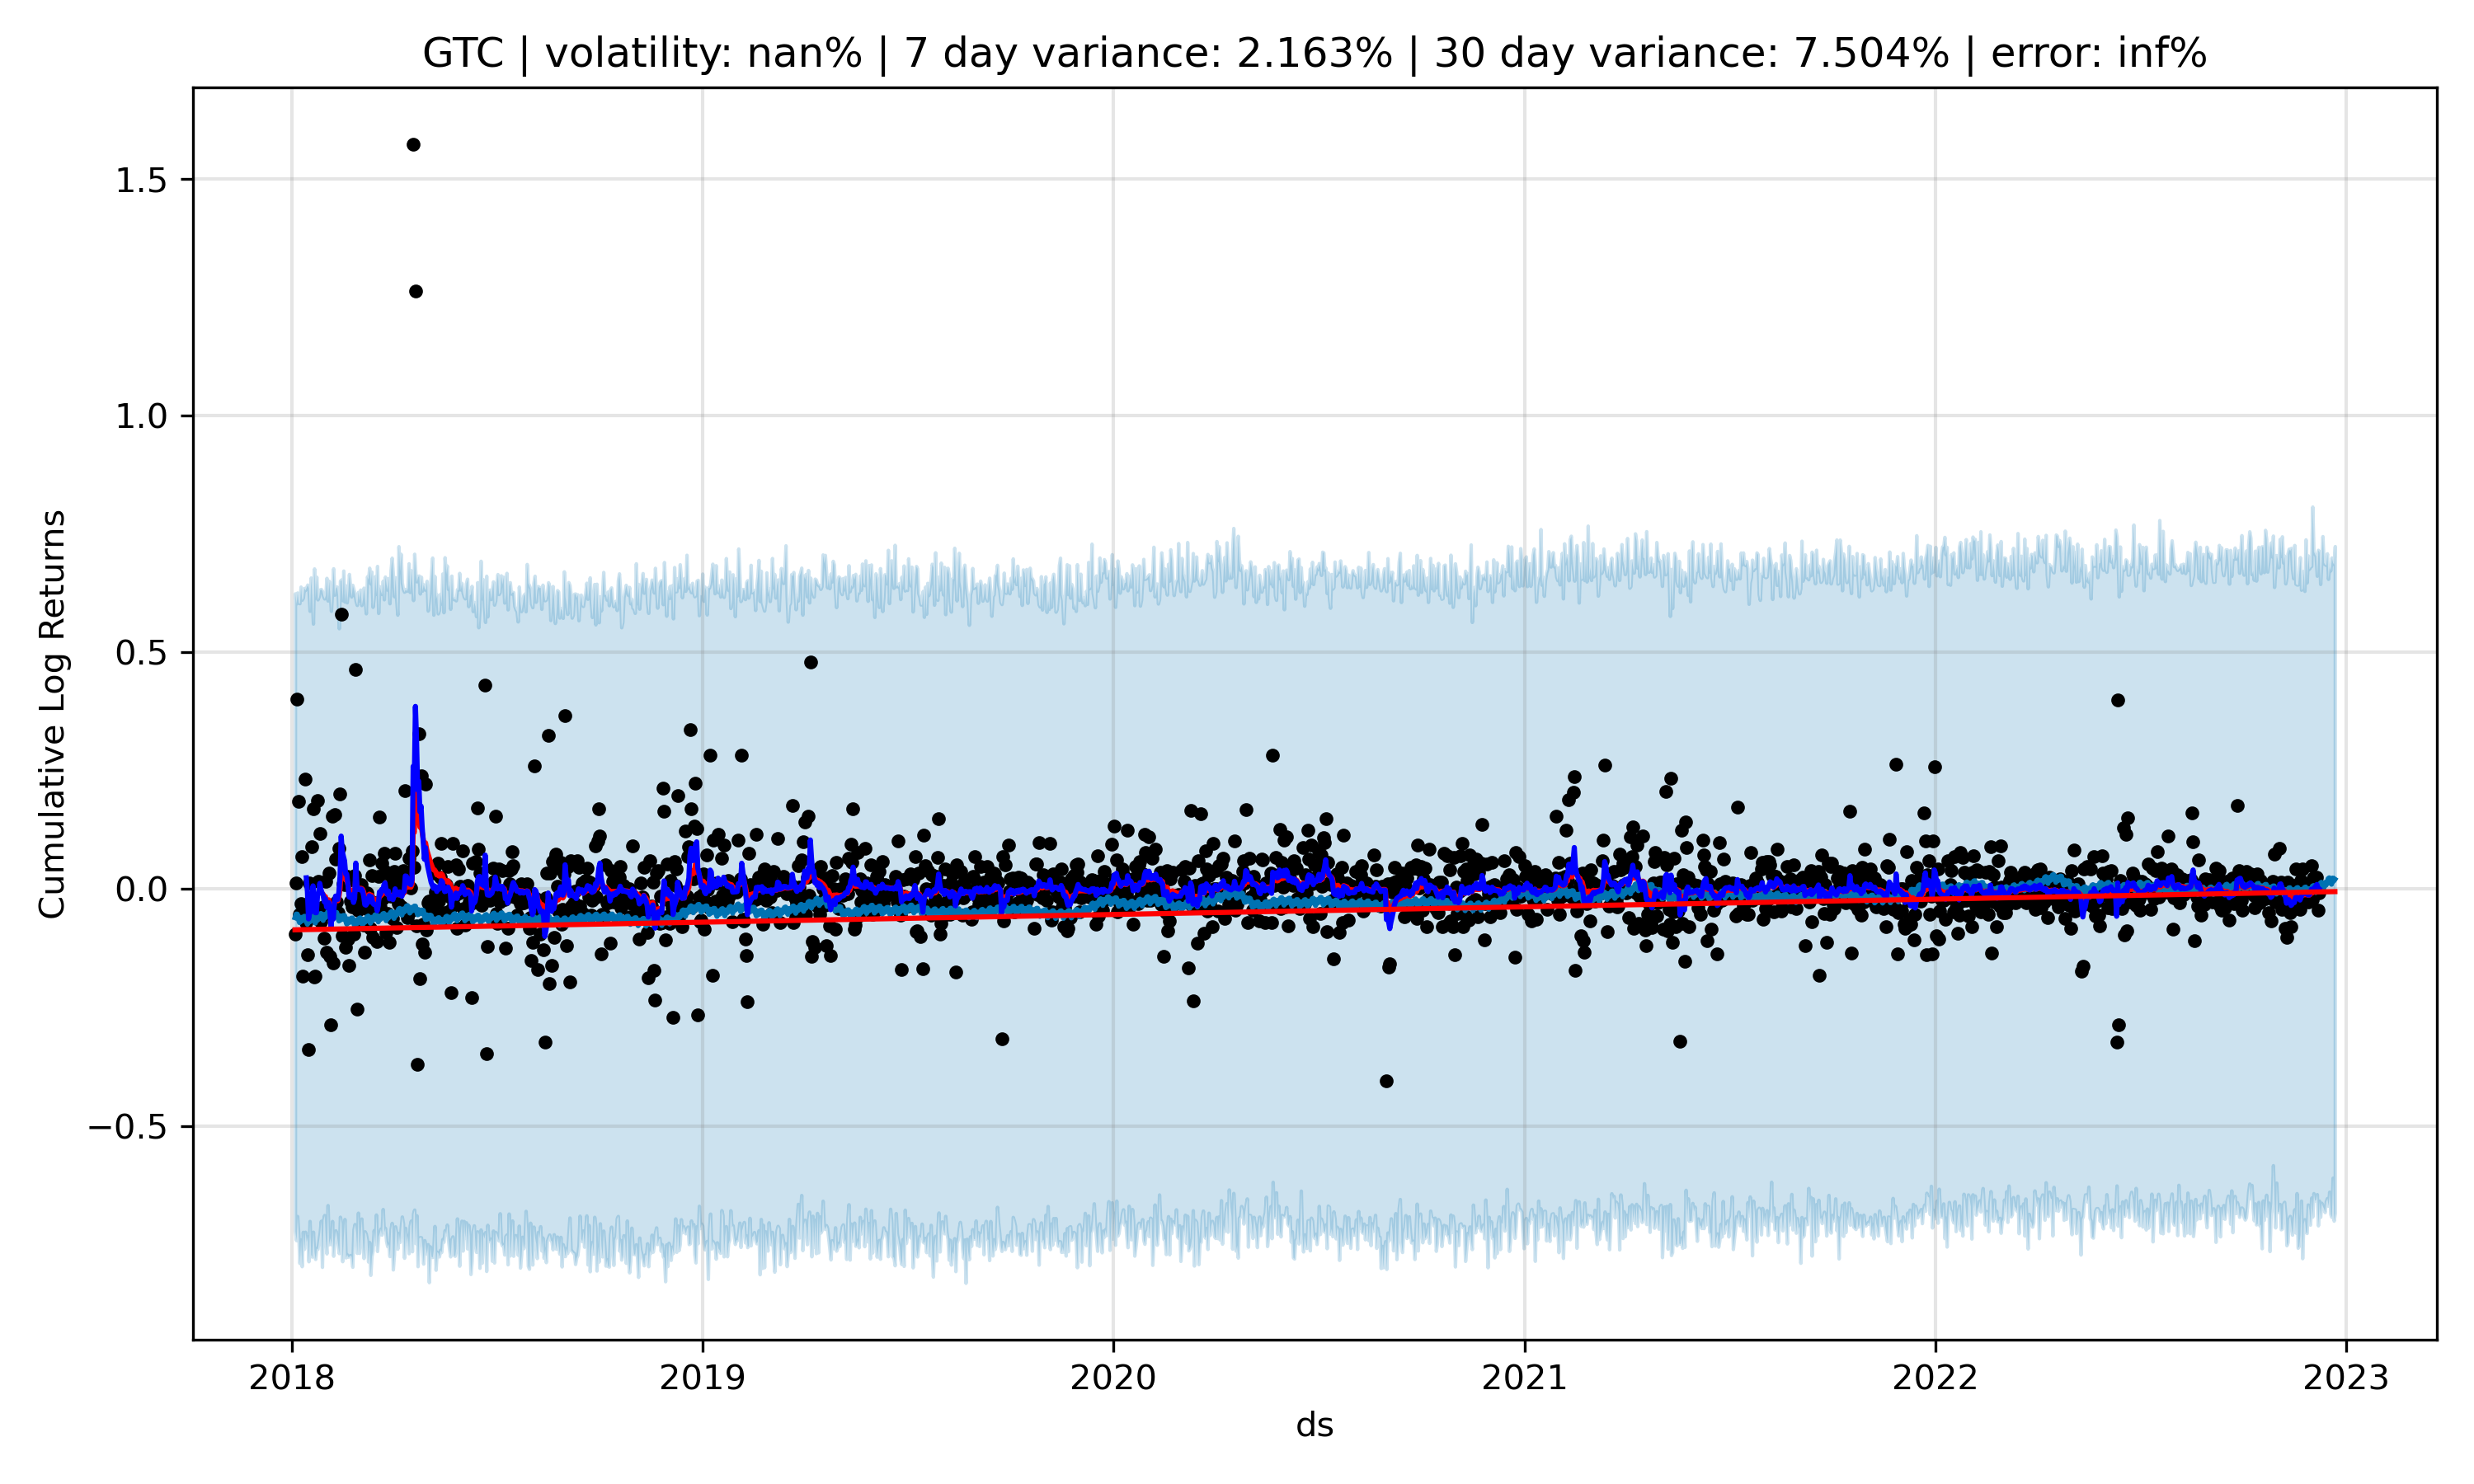 GTC | volatility: nan% | 7 day variance: 2.163% | 30 day variance: 7.504% | error: inf%
Cumulative Log Returns
1.5
1.0
0.5
0.0
−0.5
2018 2019 2020 2021 2022 2023
ds